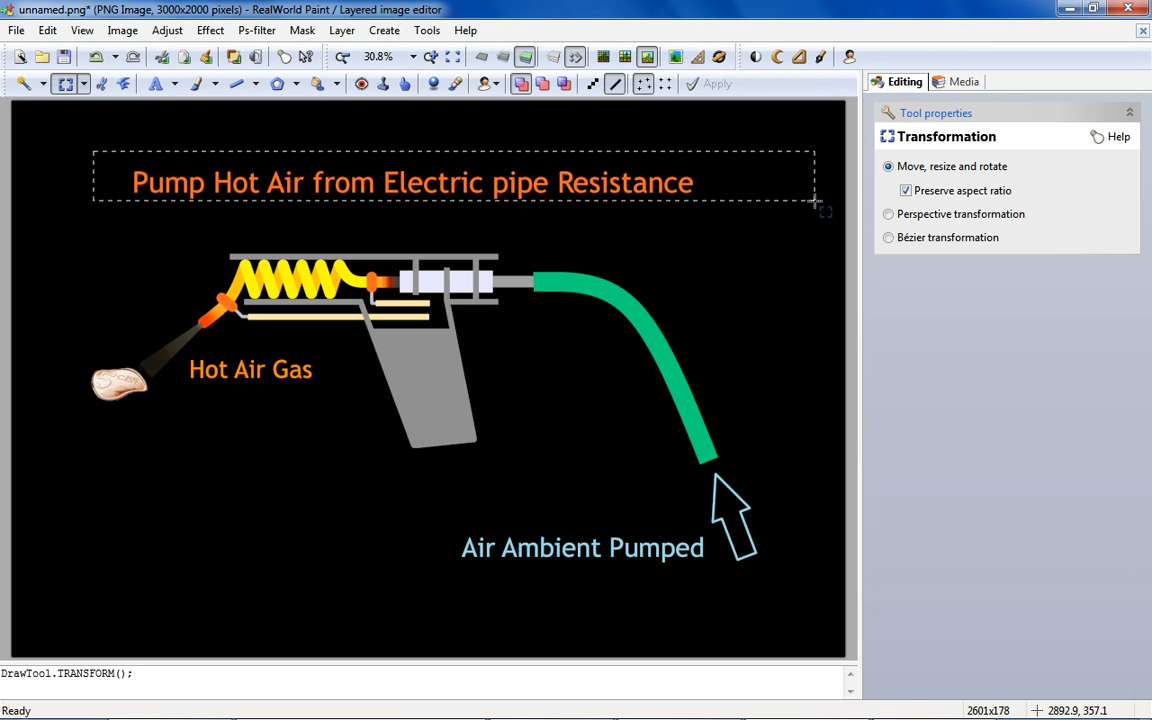 unnamed.png* (PNG Image, 3000x2000 pixels) - RealWorld Paint / Layered image editor
File Edit View Image Adjust Effect Ps-filter Mask Layer Create Tools Help
30.8%
Apply
Editing Media
Tool properties
Transformation Help
Move, resize and rotate
Preserve aspect ratio
Perspective transformation
Bézier transformation
Pump Hot Air from Electric pipe Resistance
Hot Air Gas
Air Ambient Pumped
DrawTool.TRANSFORM();
Ready 2601x178 2892.9, 357.1